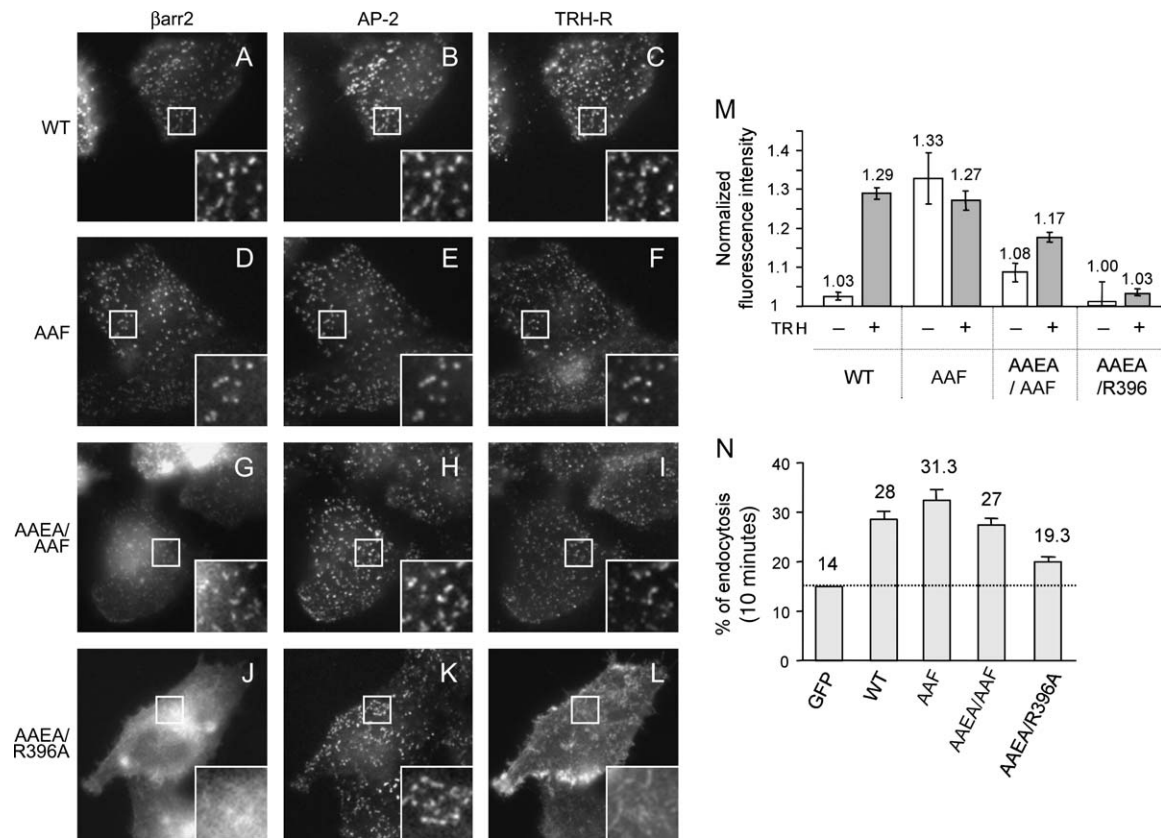 βarr2 AP-2 TRH-R
WT A B C
AAF D E F
AAEA/
AAF G H I
AAEA/
R396A J K L
M
Normalized
fluorescence intensity
1.4
1.3
1.2
1.1
1
1.03 1.29 1.33 1.27 1.08 1.17 1.00 1.03
TRH – + – + – + – +
WT AAF AAEA AAEA
/ AAF /R396
N
% of endocytosis
(10 minutes)
40
30
20
10
0
14 28 31.3 27 19.3
GFP WT AAF AAEA/AAF AAEA/R396A